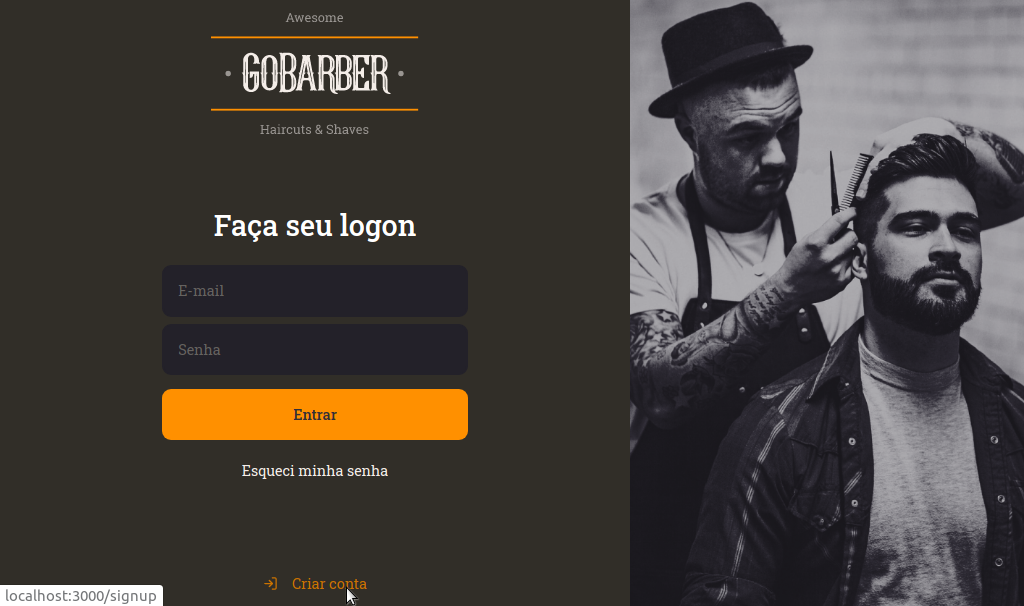 Awesome
GOBARBER
Haircuts & Shaves
Faça seu logon
E-mail
Senha
Entrar
Esqueci minha senha
Criar conta
localhost:3000/signup